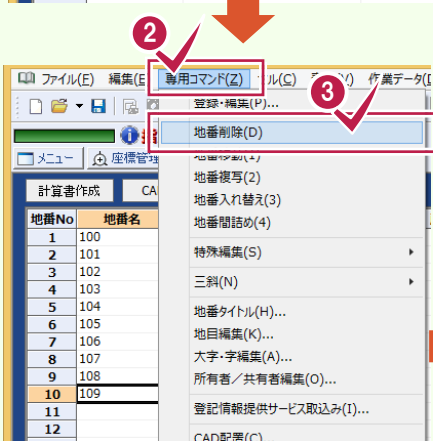 2
ファイル(F) 編集(E) 専用コマンド(Z) ル(C) (V) 作業データ(D
3
登録・編集(P)...
地番削除(D)
メニュー 座標管理
地番移動(1)
地番複写(2)
計算書作成 CA
地番入れ替え(3)
地番No 地番名
地番間詰め(4)
1 100
2 101
特殊編集(S)
3 102
三斜(N)
4 103
5 104
地番タイトル(H)...
6 105
地目編集(K)...
7 106
大字・字編集(A)...
8 107
所有者／共有者編集(O)...
9 108
10 109
登記情報提供サービス取込み(I)...
11
12
CAD配置(C)...